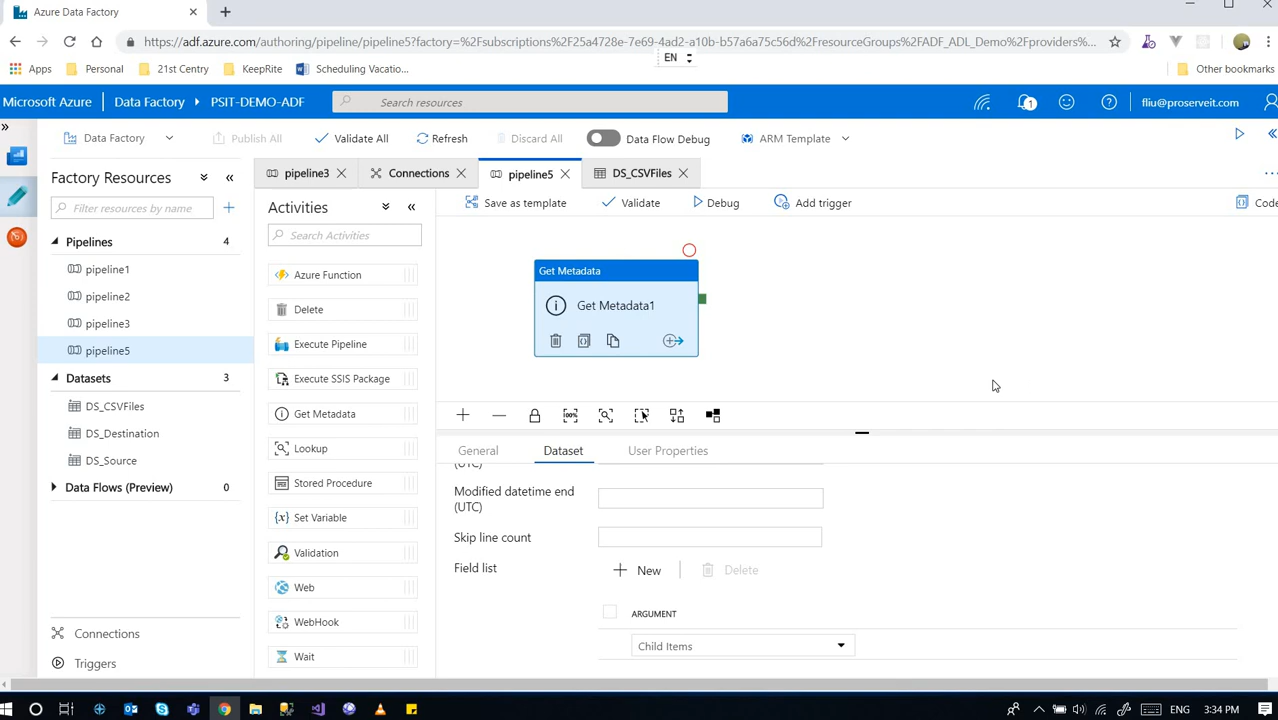 Azure Data Factory
https://adf.azure.com/authoring/pipeline/pipeline5?factory=%2Fsubscriptions%2F25a4728e-7e69-4ad2-a10b-b57a6a75c56d%2FresourceGroups%2FADF_ADL_Demo%2Fproviders%...
EN
Apps Personal 21st Centry KeepRite Scheduling Vacatio... Other bookmarks
Microsoft Azure Data Factory PSIT-DEMO-ADF Search resources 1 fliu@proserveit.com
Data Factory Publish All Validate All Refresh Discard All Data Flow Debug ARM Template
Factory Resources
Filter resources by name
Pipelines 4
pipeline1
pipeline2
pipeline3
pipeline5
Datasets 3
DS_CSVFiles
DS_Destination
DS_Source
Data Flows (Preview) 0
Connections
Triggers
pipeline3 Connections pipeline5 DS_CSVFiles
Activities
Search Activities
Azure Function
Delete
Execute Pipeline
Execute SSIS Package
Get Metadata
Lookup
Stored Procedure
Set Variable
Validation
Web
WebHook
Wait
Save as template Validate Debug Add trigger Code
Get Metadata
Get Metadata1
General Dataset User Properties
(UTC)
Modified datetime end
(UTC)
Skip line count
Field list New Delete
ARGUMENT
Child Items
ENG 3:34 PM